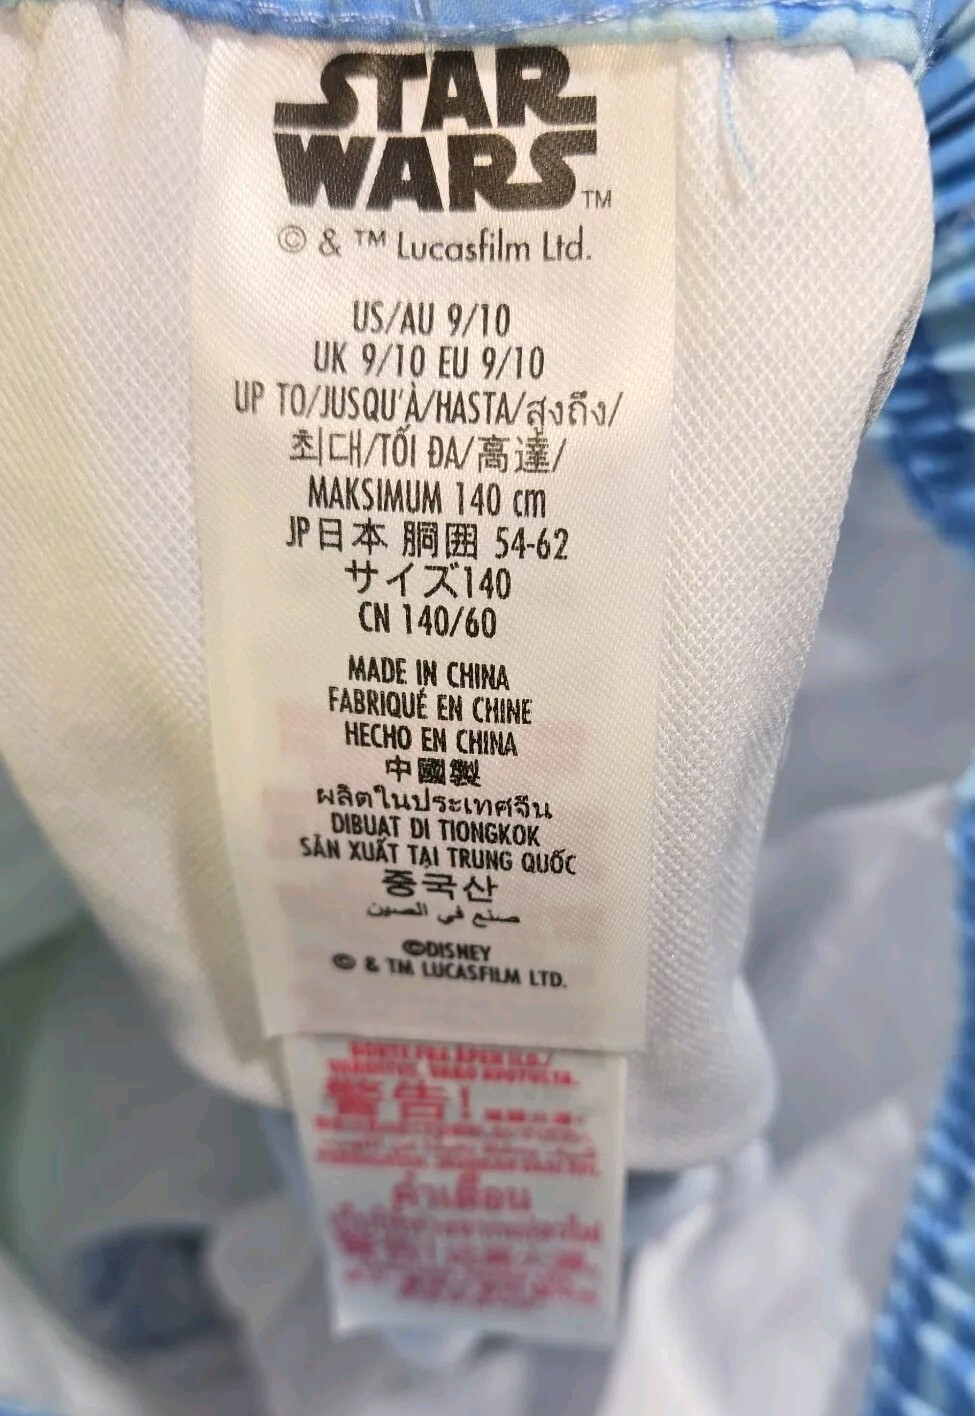 STAR
WARS™
© & ™ Lucasfilm Ltd.
US/AU 9/10
UK 9/10 EU 9/10
UP TO/JUSQU'À/HASTA/สูงถึง/
최대/TỐI ĐA/高達/
MAKSIMUM 140 cm
JP日本 胴囲 54-62
サイズ140
CN 140/60
MADE IN CHINA
FABRIQUÉ EN CHINE
HECHO EN CHINA
中國製
ผลิตในประเทศจีน
DIBUAT DI TIONGKOK
SẢN XUẤT TẠI TRUNG QUỐC
중국산
صنع في الصين
©DISNEY
© & TM LUCASFILM LTD.
警告!
คำเตือน
警告!